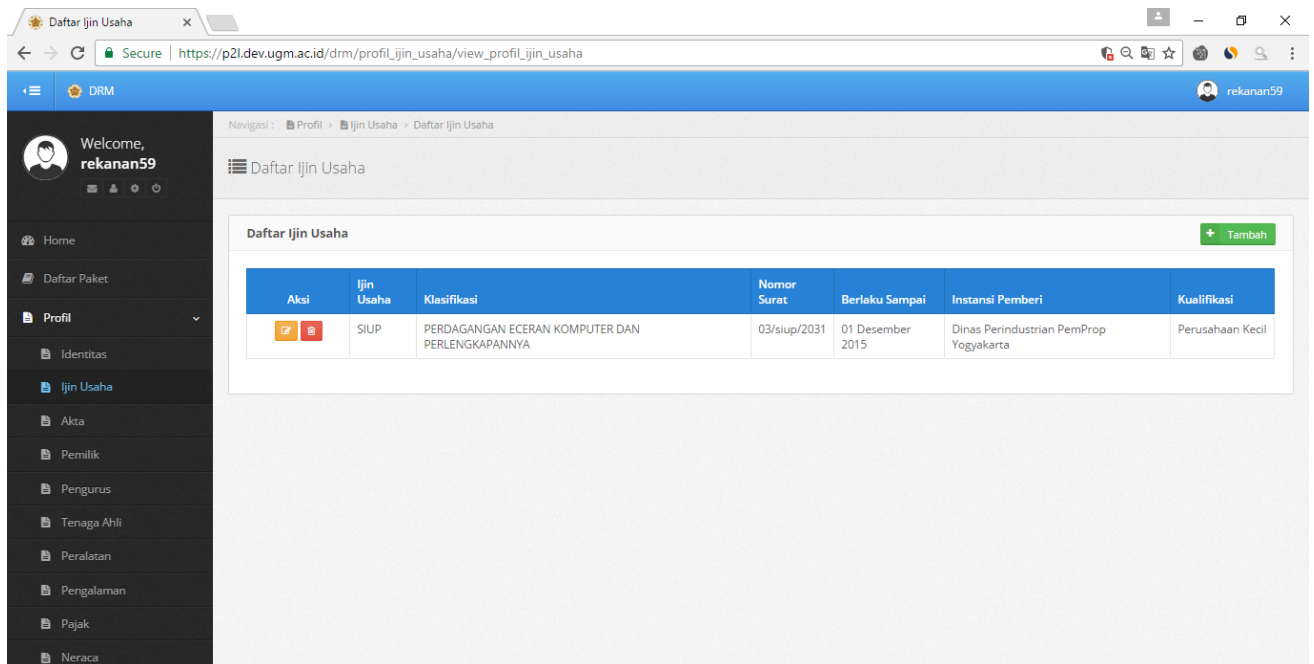 Daftar Ijin Usaha
Secure | https://p2l.dev.ugm.ac.id/drm/profil_ijin_usaha/view_profil_ijin_usaha
DRM
rekanan59
Welcome,
rekanan59
Navigasi : Profil > Ijin Usaha > Daftar Ijin Usaha
Daftar Ijin Usaha
Home
Daftar Paket
Profil
Identitas
Ijin Usaha
Akta
Pemilik
Pengurus
Tenaga Ahli
Peralatan
Pengalaman
Pajak
Neraca
Daftar Ijin Usaha
+ Tambah
Aksi
Ijin
Usaha
Klasifikasi
Nomor
Surat
Berlaku Sampai
Instansi Pemberi
Kualifikasi
SIUP
PERDAGANGAN ECERAN KOMPUTER DAN
PERLENGKAPANNYA
03/siup/2031
01 Desember
2015
Dinas Perindustrian PemProp
Yogyakarta
Perusahaan Kecil